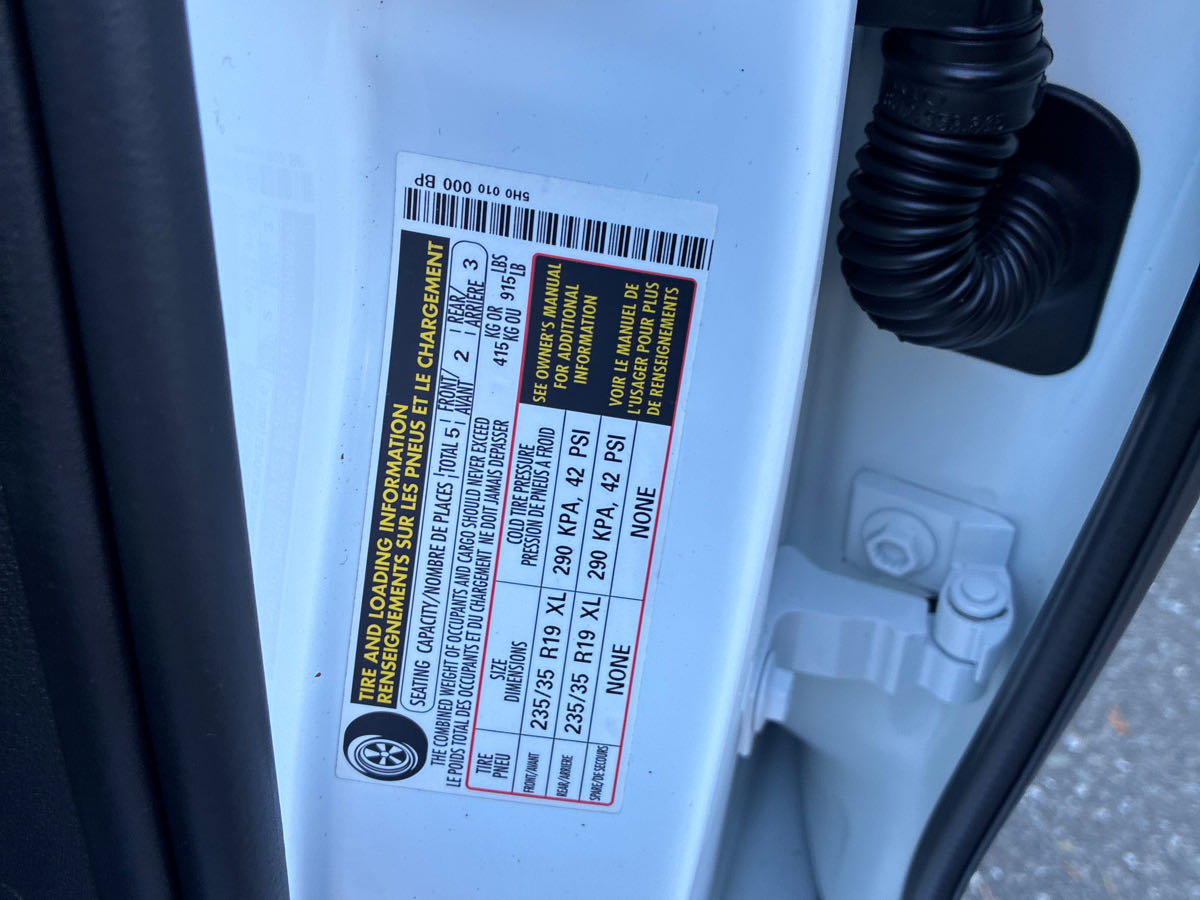 5H0 010 000 BP
TIRE AND LOADING INFORMATION
RENSEIGNEMENTS SUR LES PNEUS ET LE CHARGEMENT
SEATING CAPACITY/NOMBRE DE PLACES TOTAL 5 FRONT/AVANT 2 REAR/ARRIÈRE 3
THE COMBINED WEIGHT OF OCCUPANTS AND CARGO SHOULD NEVER EXCEED 415 KG OR 915 LBS
LE POIDS TOTAL DES OCCUPANTS ET DU CHARGEMENT NE DOIT JAMAIS DEPASSER KG OU LB
TIRE SIZE COLD TIRE PRESSURE
PNEU DIMENSIONS PRESSION DE PNEUS A FROID
FRONT/AVANT 235/35 R19 XL 290 KPA, 42 PSI
REAR/ARRIERE 235/35 R19 XL 290 KPA, 42 PSI
SPARE/DE SECOURS NONE NONE
SEE OWNER'S MANUAL
FOR ADDITIONAL
INFORMATION
VOIR LE MANUEL DE
L'USAGER POUR PLUS
DE RENSEIGNEMENTS